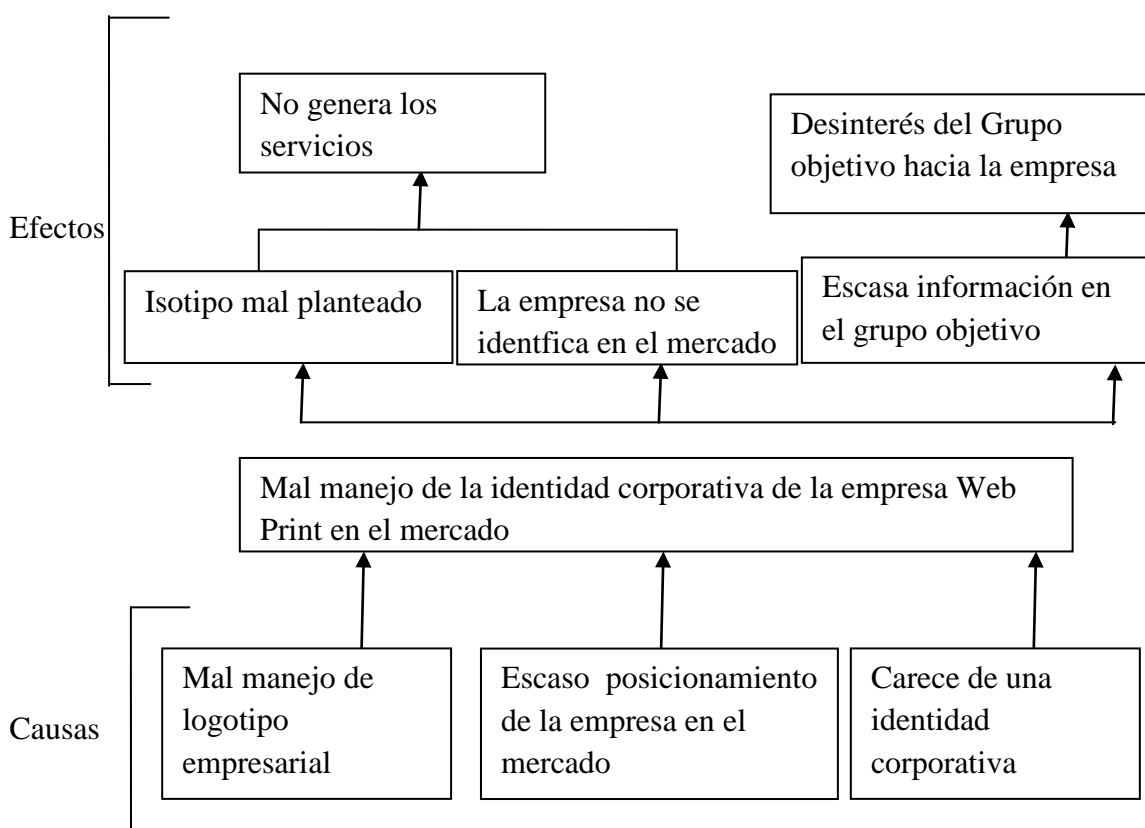 No genera los
servicios
Desinterés del Grupo
objetivo hacia la empresa
Efectos
Isotipo mal planteado
La empresa no se
identfica en el mercado
Escasa información en
el grupo objetivo
Mal manejo de la identidad corporativa de la empresa Web
Print en el mercado
Causas
Mal manejo de
logotipo
empresarial
Escaso posicionamiento
de la empresa en el
mercado
Carece de una
identidad
corporativa